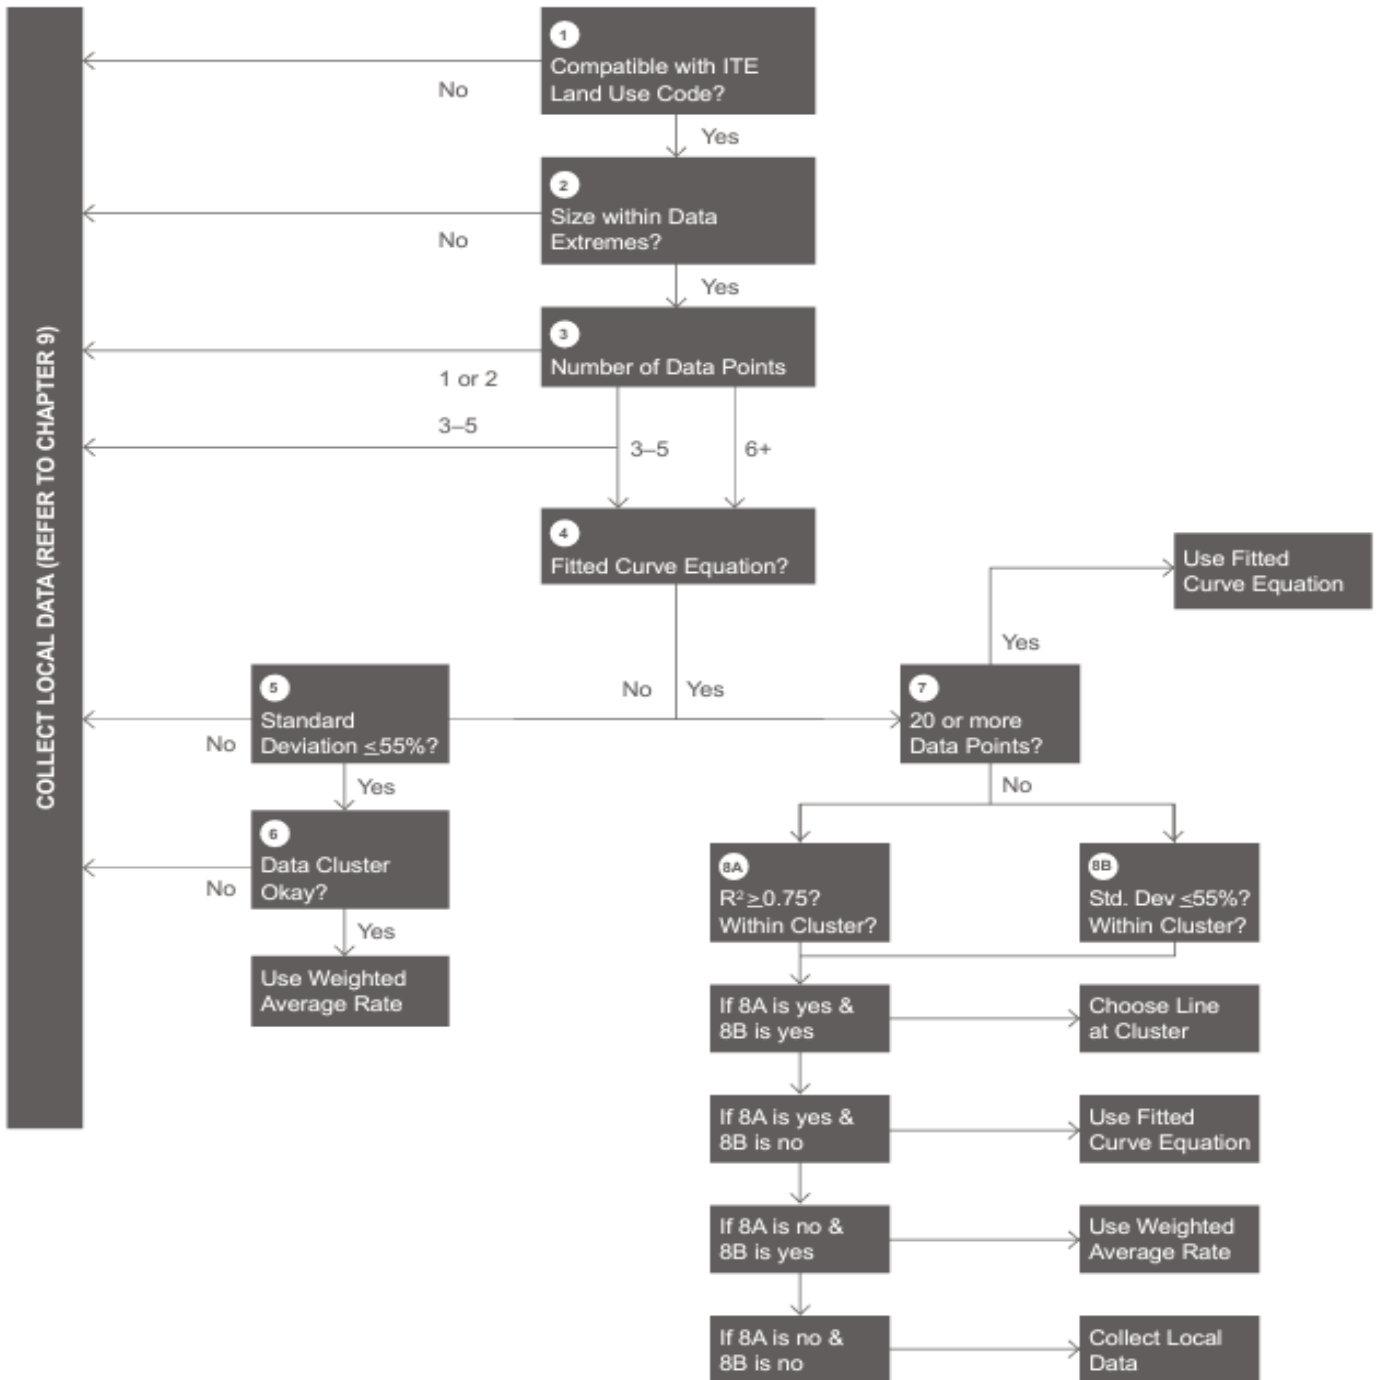 COLLECT LOCAL DATA (REFER TO CHAPTER 9)
1
Compatible with ITE
Land Use Code?
No
Yes
2
Size within Data
Extremes?
No
Yes
3
Number of Data Points
1 or 2
3–5
3–5
6+
4
Fitted Curve Equation?
No
Yes
5
Standard
Deviation ≤55%?
No
Yes
6
Data Cluster
Okay?
No
Yes
Use Weighted
Average Rate
7
20 or more
Data Points?
Yes
Use Fitted
Curve Equation
No
8A
R² ≥0.75?
Within Cluster?
8B
Std. Dev ≤55%?
Within Cluster?
If 8A is yes &
8B is yes
Choose Line
at Cluster
If 8A is yes &
8B is no
Use Fitted
Curve Equation
If 8A is no &
8B is yes
Use Weighted
Average Rate
If 8A is no &
8B is no
Collect Local
Data